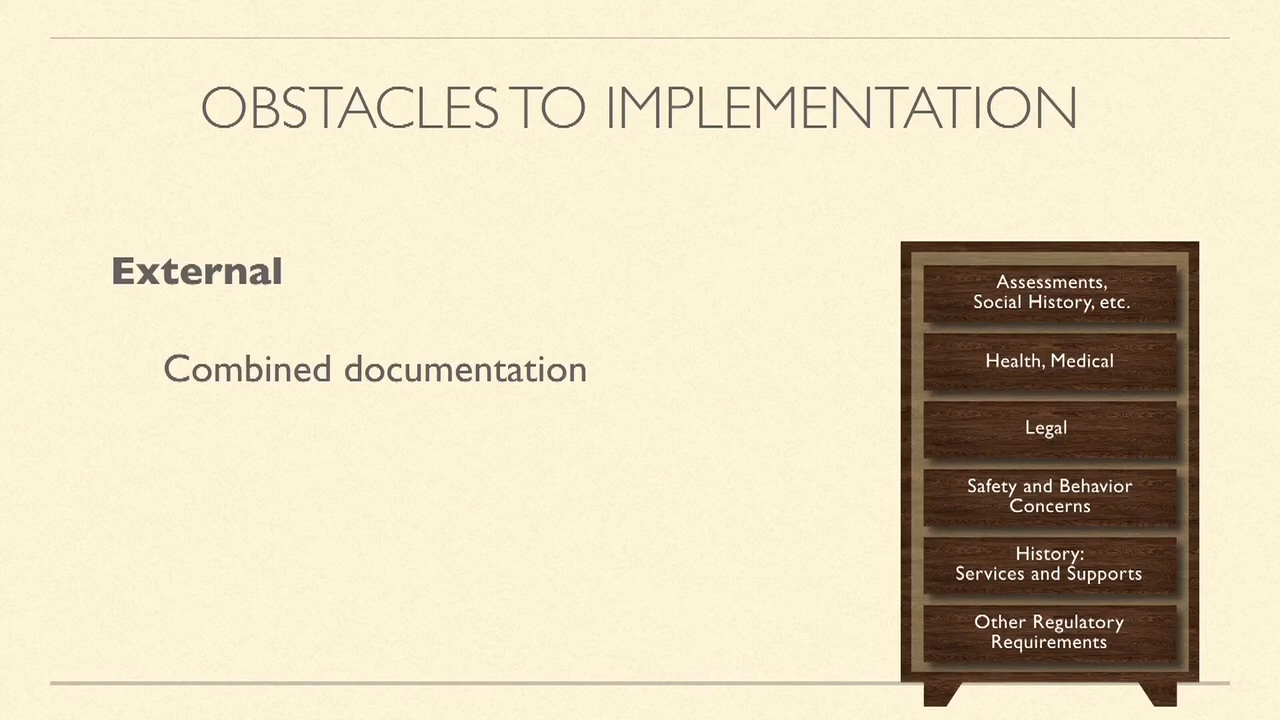 OBSTACLES TO IMPLEMENTATION
External
Combined documentation
Assessments,
Social History, etc.
Health, Medical
Legal
Safety and Behavior
Concerns
History:
Services and Supports
Other Regulatory
Requirements